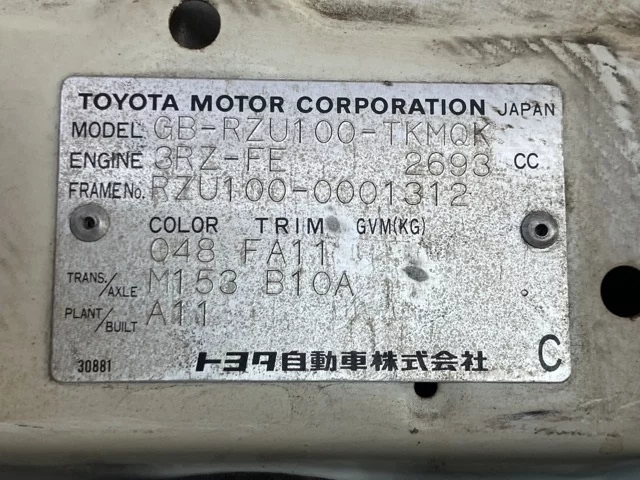 TOYOTA MOTOR CORPORATION JAPAN
MODEL GB-RZU100-TKMQK
ENGINE 3RZ-FE 2693 CC
FRAME No. RZU100-0001312
COLOR TRIM GVM(KG)
048 FA11
TRANS./AXLE M153 B10A
PLANT/BUILT A11
30881 トヨタ自動車株式会社 C